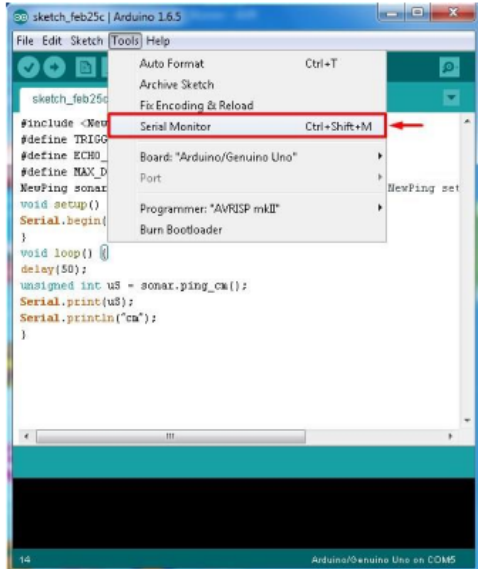 sketch_feb25c | Arduino 1.6.5
File Edit Sketch Tools Help
Auto Format Ctrl+T
Archive Sketch
Fix Encoding & Reload
Serial Monitor Ctrl+Shift+M
Board: "Arduino/Genuino Uno"
Port
Programmer: "AVRISP mkII"
Burn Bootloader
sketch_feb25c
#include <New
#define TRIGG
#define ECHO_
#define MAX_D
NewPing sonar NewPing set
void setup()
Serial.begin(
}
void loop() {
delay(50);
unsigned int uS = sonar.ping_cm();
Serial.print(uS);
Serial.println("cm");
}
14 Arduino/Genuino Uno on COM5